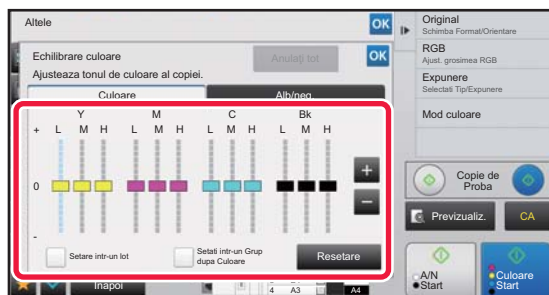 Altele
OK
Echilibrare culoare
Anulați tot
OK
Ajusteaza tonul de culoare al copiei.
Culoare
Alb/neg
Y M C Bk
+ L M H L M H L M H L M H
0
+
-
-
Setare intr-un lot
Setati intr-un Grup
dupa Culoare
Resetare
Inapoi
4 A3
A4
Original
Schimba Format/Orientare
RGB
Ajust. grosimea RGB
Expunere
Selectati Tip/Expunere
Mod culoare
Copie de
Proba
Previzualiz.
CA
A/N
Start
Culoare
Start